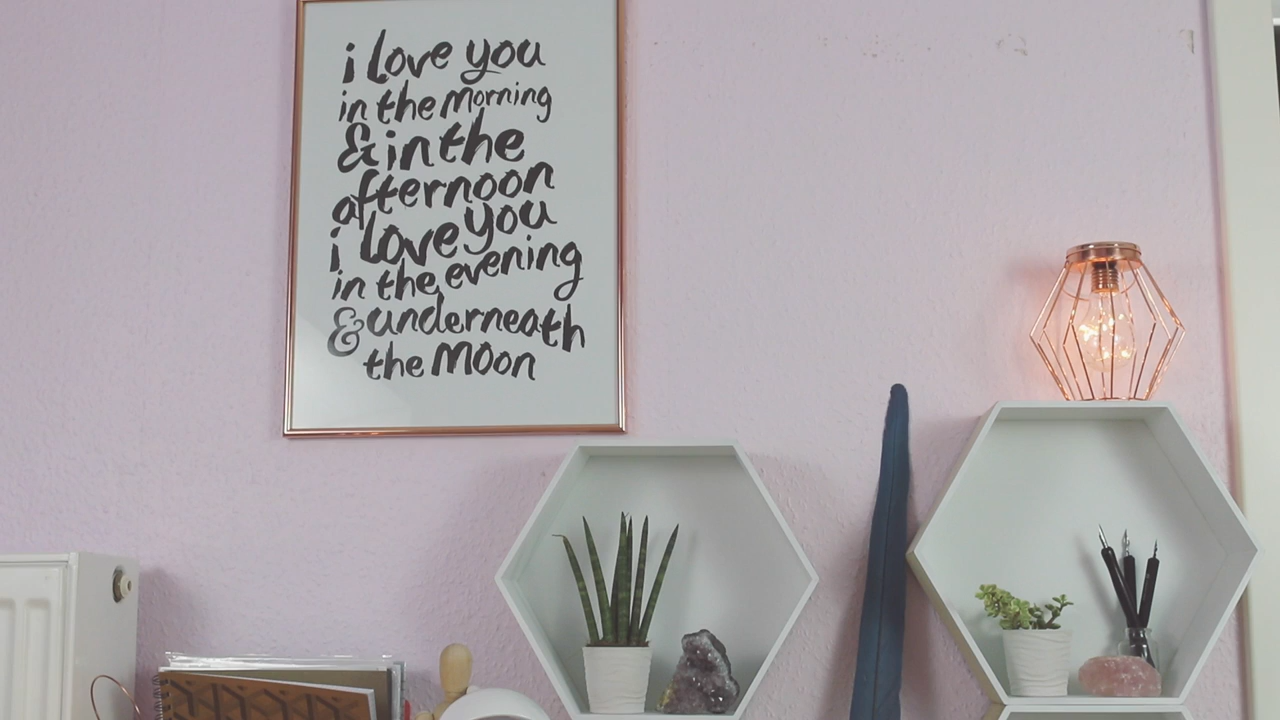 i love you
in the morning
& in the
afternoon
i love you
in the evening
& underneath
the moon